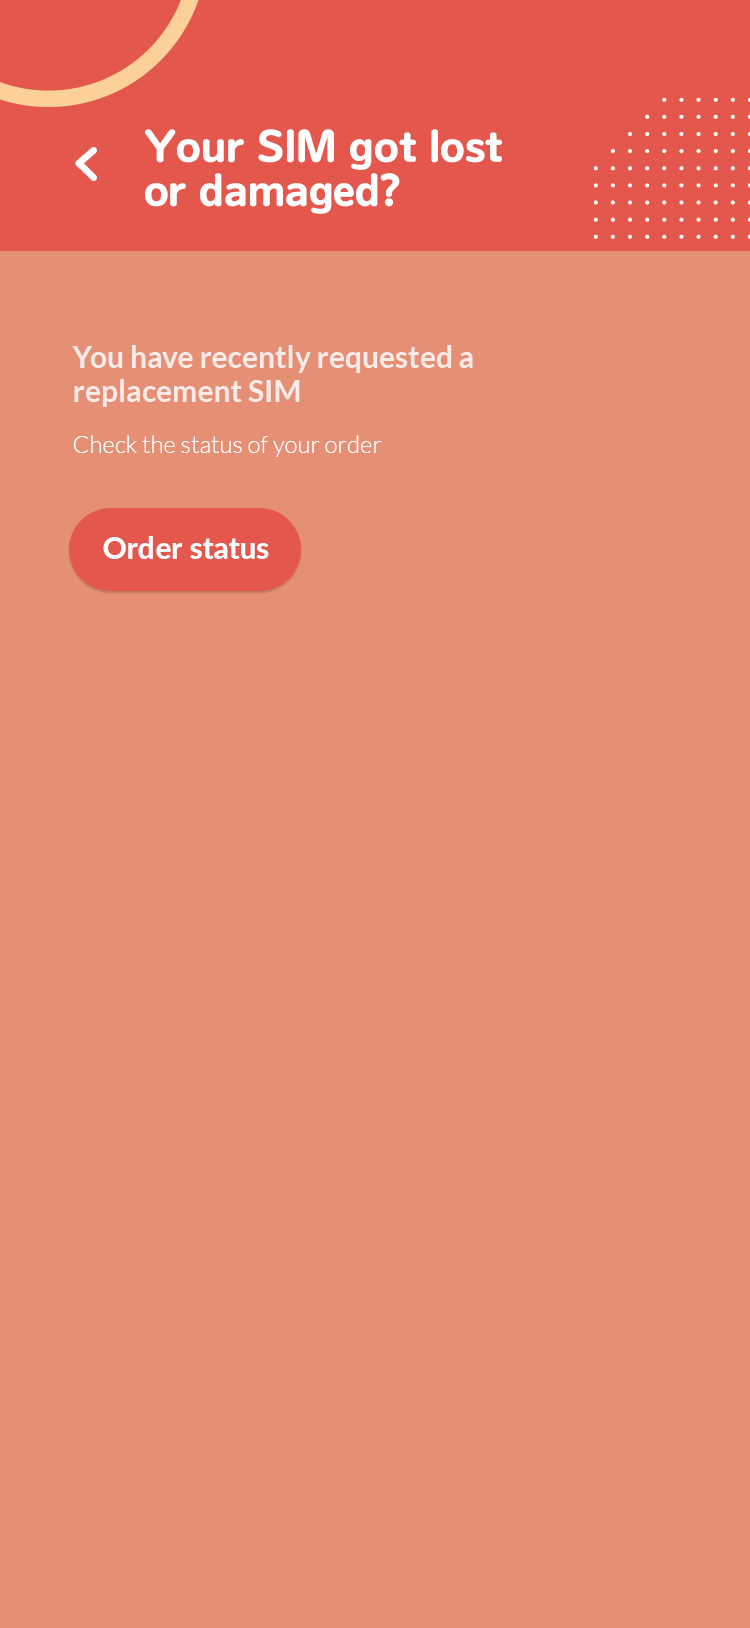 Your SIM got lost
or damaged?
You have recently requested a
replacement SIM
Check the status of your order
Order status